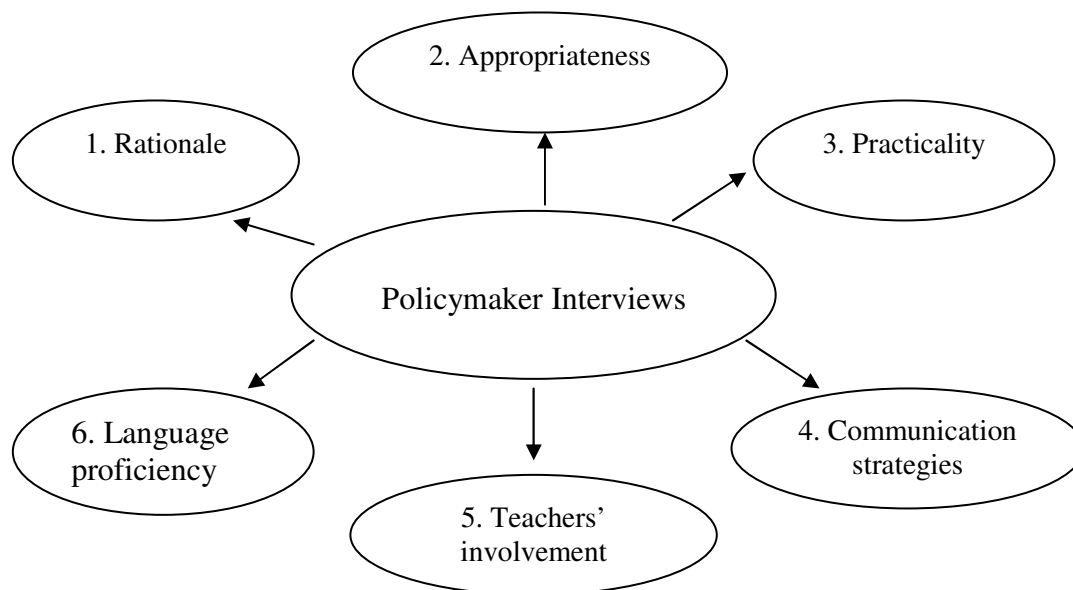 2. Appropriateness
1. Rationale
3. Practicality
Policymaker Interviews
6. Language
proficiency
4. Communication
strategies
5. Teachers’
involvement